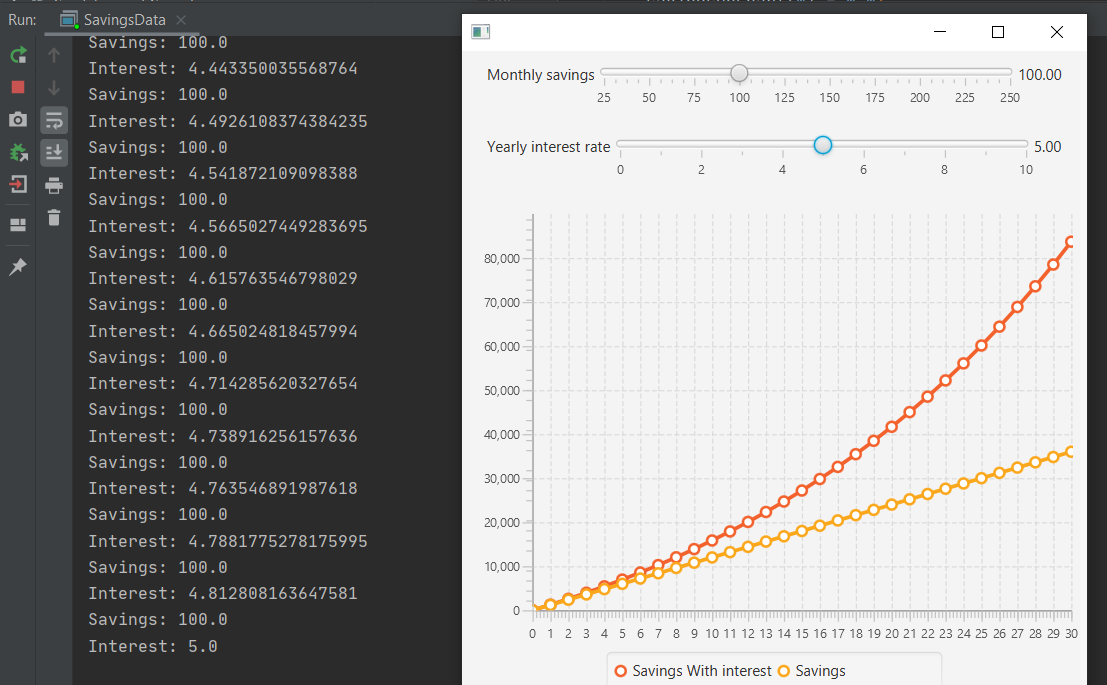 Run:
SavingsData
Savings: 100.0
Interest: 4.443350035568764
Savings: 100.0
Interest: 4.4926108374384235
Savings: 100.0
Interest: 4.541872109098388
Savings: 100.0
Interest: 4.5665027449283695
Savings: 100.0
Interest: 4.615763546798029
Savings: 100.0
Interest: 4.665024818457994
Savings: 100.0
Interest: 4.714285620327654
Savings: 100.0
Interest: 4.738916256157636
Savings: 100.0
Interest: 4.763546891987618
Savings: 100.0
Interest: 4.7881775278175995
Savings: 100.0
Interest: 4.812808163647581
Savings: 100.0
Interest: 5.0
Monthly savings 100.00
25 50 75 100 125 150 175 200 225 250
Yearly interest rate 5.00
0 2 4 6 8 10
80,000
70,000
60,000
50,000
40,000
30,000
20,000
10,000
0
0 1 2 3 4 5 6 7 8 9 10 11 12 13 14 15 16 17 18 19 20 21 22 23 24 25 26 27 28 29 30
Savings With interest Savings